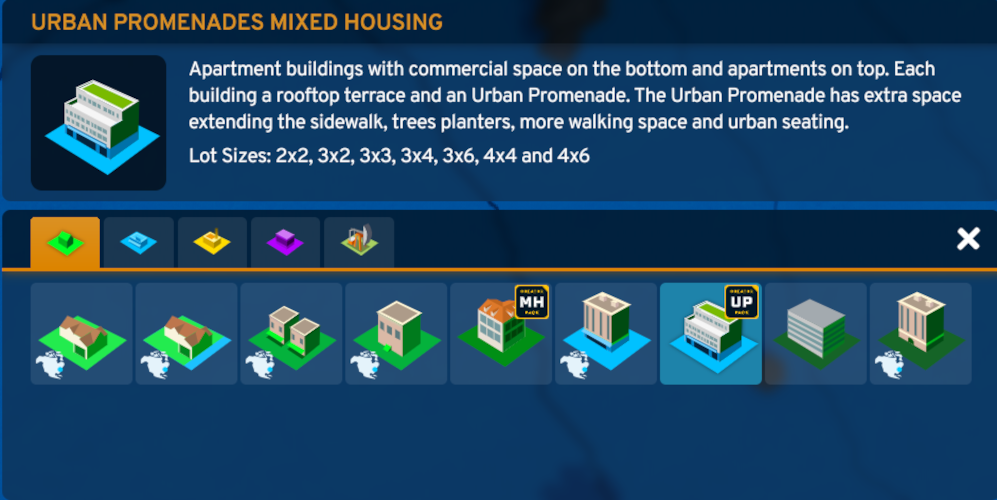 URBAN PROMENADES MIXED HOUSING
Apartment buildings with commercial space on the bottom and apartments on top. Each
building a rooftop terrace and an Urban Promenade. The Urban Promenade has extra space
extending the sidewalk, trees planters, more walking space and urban seating.
Lot Sizes: 2x2, 3x2, 3x3, 3x4, 3x6, 4x4 and 4x6
CREATOR
MH
PACK
CREATOR
UP
PACK